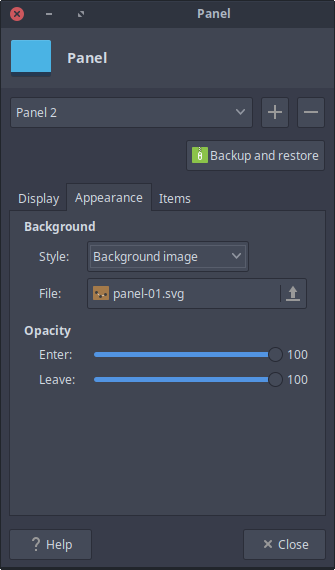 Panel
Panel
Panel 2
Backup and restore
Display Appearance Items
Background
Style: Background image
File: panel-01.svg
Opacity
Enter: 100
Leave: 100
? Help
Close